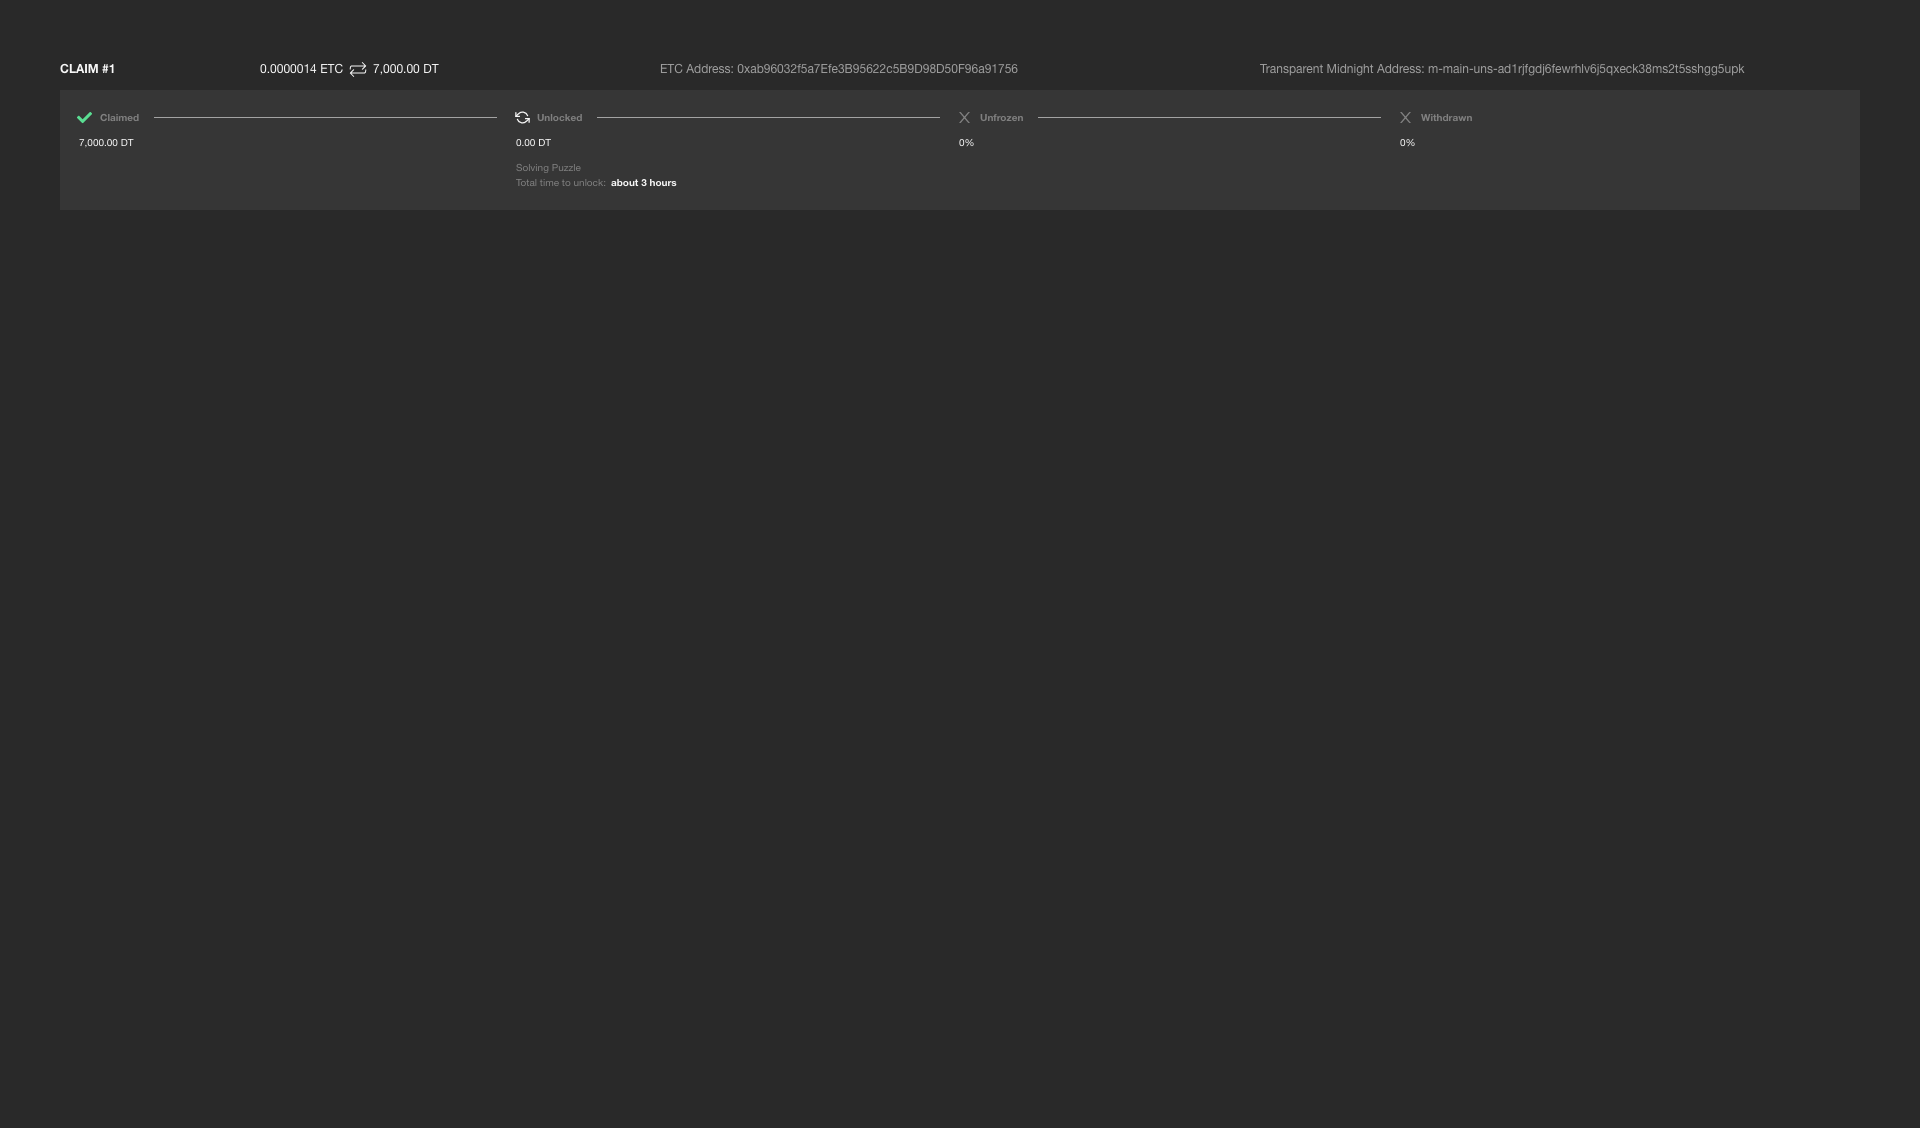 CLAIM #1 0.0000014 ETC 7,000.00 DT ETC Address: 0xab96032f5a7Efe3B95622c5B9D98D50F96a91756 Transparent Midnight Address: m-main-uns-ad1rjfgdj6fewrhlv6j5qxeck38ms2t5sshgg5upk
Claimed Unlocked Unfrozen Withdrawn
7,000.00 DT 0.00 DT 0% 0%
Solving Puzzle
Total time to unlock: about 3 hours